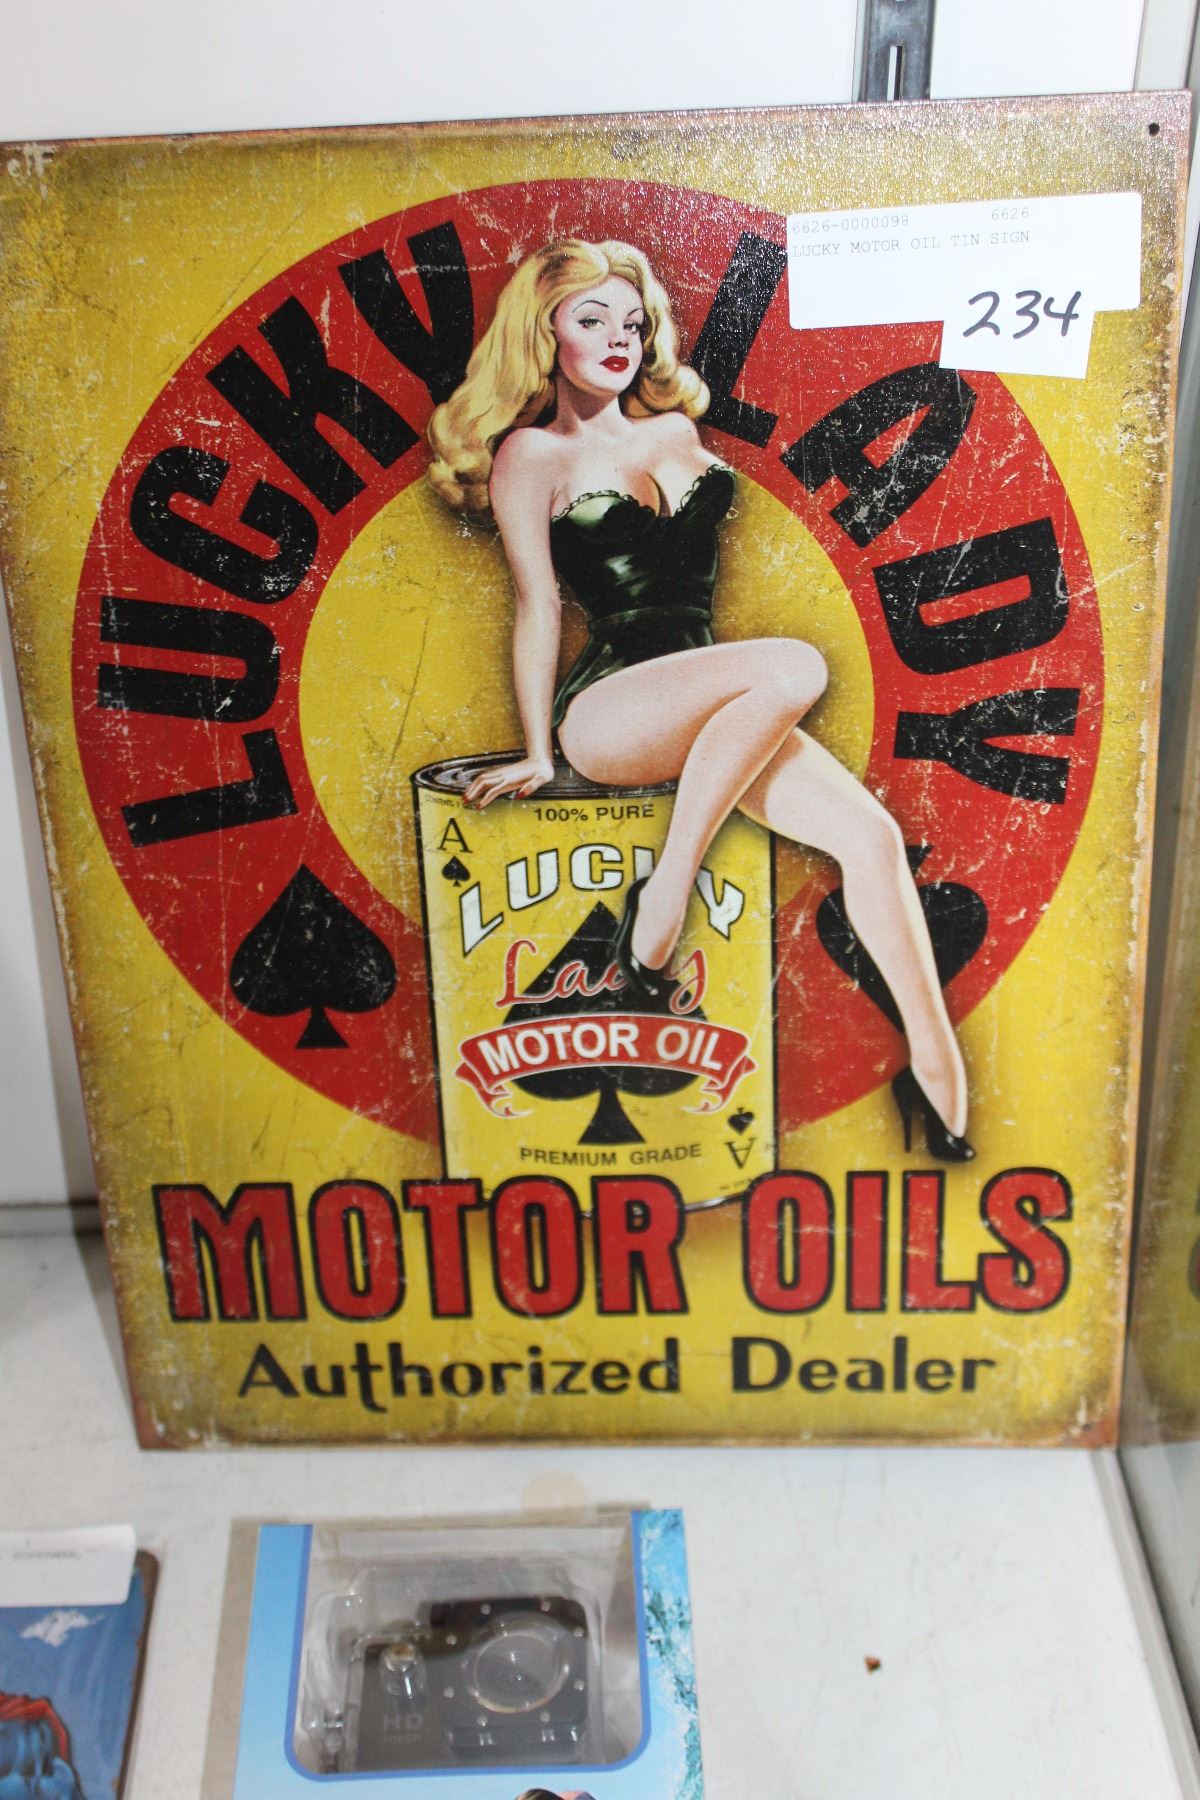 6626-0000098 6626
LUCKY MOTOR OIL TIN SIGN
234
LUCKY LADY
100% PURE
A
LUCKY
Lady
MOTOR OIL
PREMIUM GRADE
A
MOTOR OILS
Authorized Dealer
HD
1080P